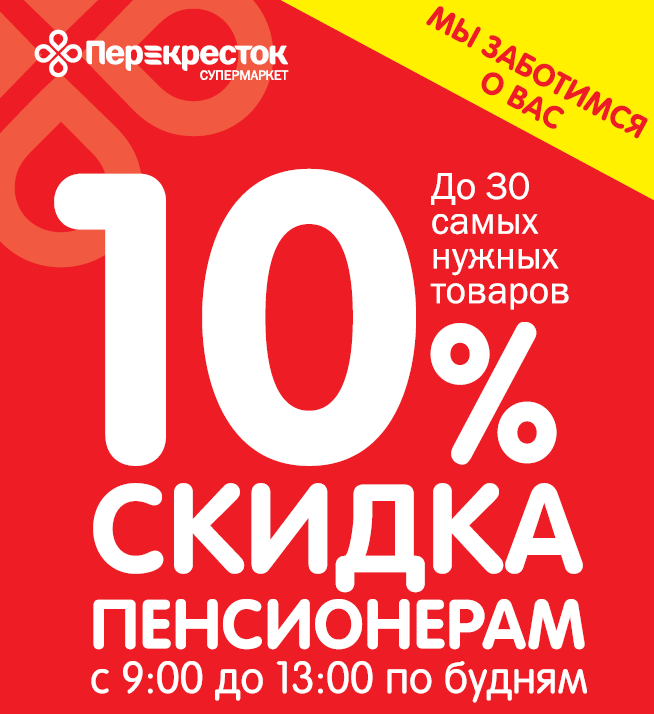 Перекресток
СУПЕРМАРКЕТ
МЫ ЗАБОТИМСЯ
О ВАС
До 30
самых
нужных
товаров
10%
СКИДКА
ПЕНСИОНЕРАМ
с 9:00 до 13:00 по будням